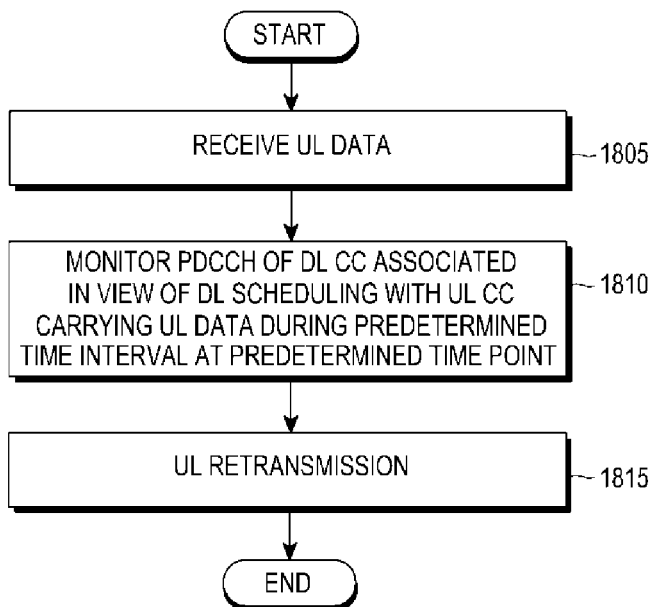 START
RECEIVE UL DATA
1805
MONITOR PDCCH OF DL CC ASSOCIATED
IN VIEW OF DL SCHEDULING WITH UL CC
CARRYING UL DATA DURING PREDETERMINED
TIME INTERVAL AT PREDETERMINED TIME POINT
1810
UL RETRANSMISSION
1815
END